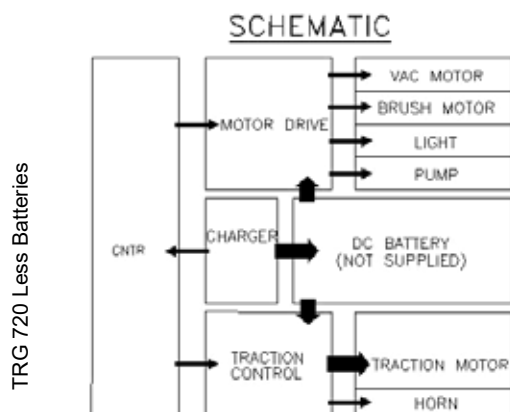 SCHEMATIC
TRG 720 Less Batteries
CNTR
MOTOR DRIVE
VAC MOTOR
BRUSH MOTOR
LIGHT
PUMP
CHARGER
DC BATTERY
(NOT SUPPLIED)
TRACTION
CONTROL
TRACTION MOTOR
HORN